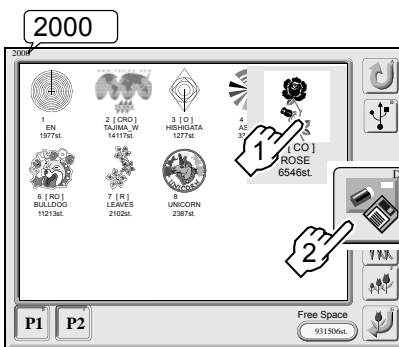 2000
2000
1
EN
1977st.
2 [ CRO ]
TAJIMA_W
14117st.
3 [ O ]
HISHIGATA
1277st.
4
AS
[ CO ]
ROSE
6546st.
1
6 [ RO ]
BULLDOG
11213st.
7 [ R ]
LEAVES
2102st.
8
UNICORN
2387st.
UNICORN
D
2
P1
P2
Free Space
931506st.